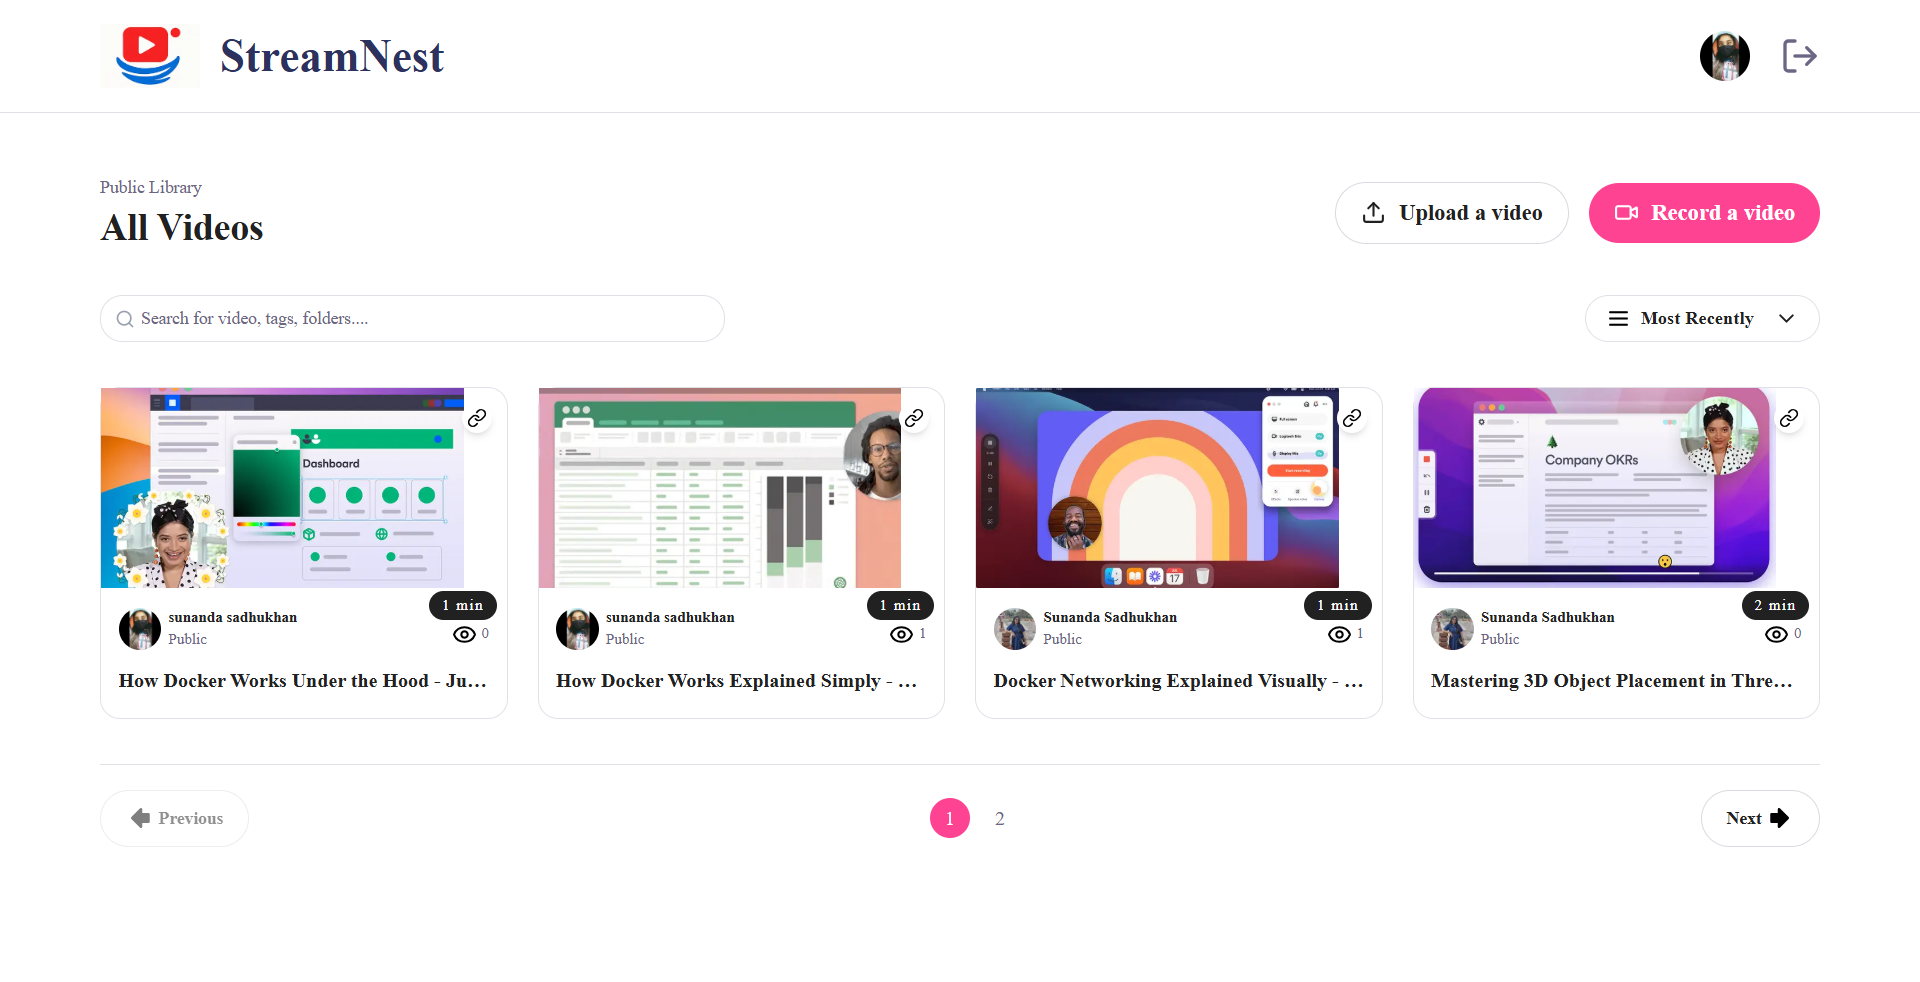 StreamNest
Public Library
All Videos
Upload a video
Record a video
Search for video, tags, folders....
Most Recently
Dashboard
Company OKRs
17
1 min
1 min
1 min
2 min
sunanda sadhukhan
Public
0
sunanda sadhukhan
Public
1
Sunanda Sadhukhan
Public
1
Sunanda Sadhukhan
Public
0
How Docker Works Under the Hood - Ju...
How Docker Works Explained Simply - ...
Docker Networking Explained Visually - ...
Mastering 3D Object Placement in Thre...
Previous
1
2
Next